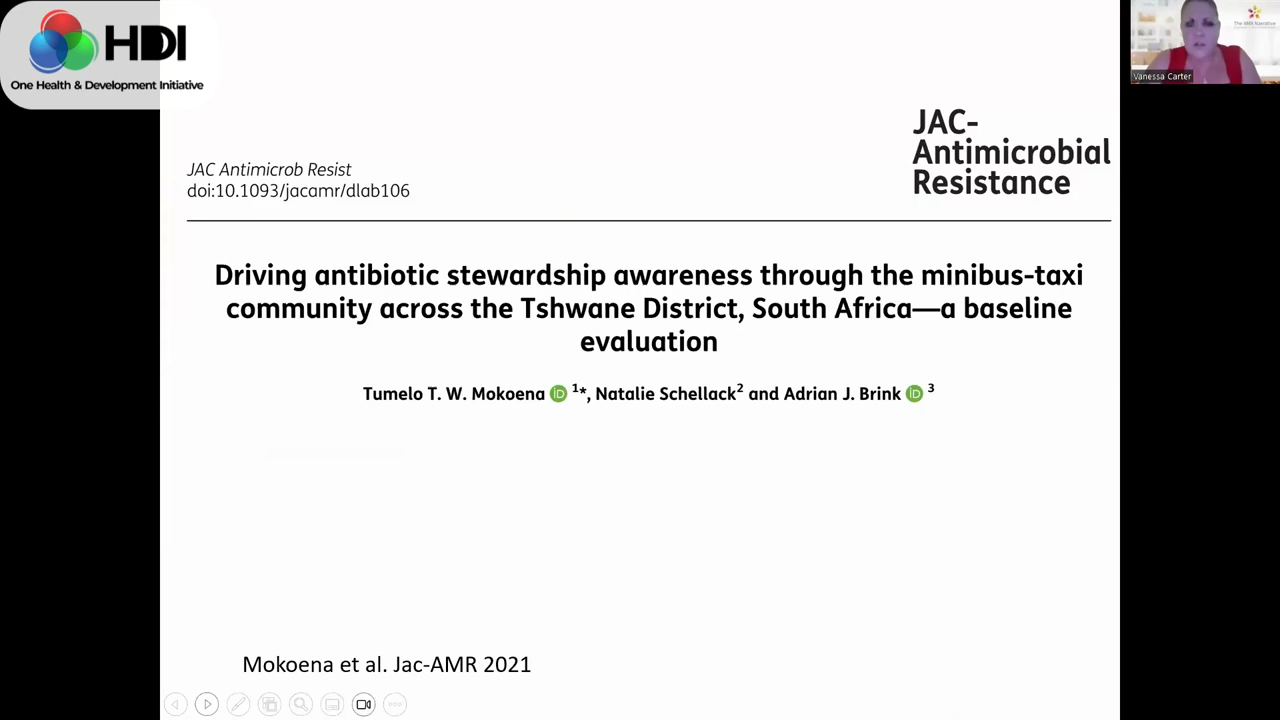 HDI
One Health & Development Initiative
Vanessa Carter
JAC-
Antimicrobial
Resistance
JAC Antimicrob Resist
doi:10.1093/jacamr/dlab106
Driving antibiotic stewardship awareness through the minibus-taxi
community across the Tshwane District, South Africa—a baseline
evaluation
Tumelo T. W. Mokoena iD 1*, Natalie Schellack2 and Adrian J. Brink iD 3
Mokoena et al. Jac-AMR 2021